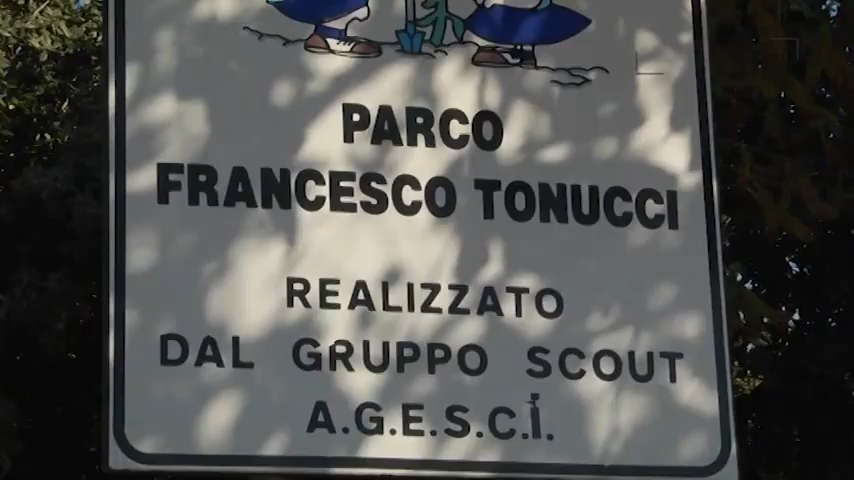 PARCO
FRANCESCO TONUCCI
REALIZZATO
DAL GRUPPO SCOUT
A.G.E.S.C.I.